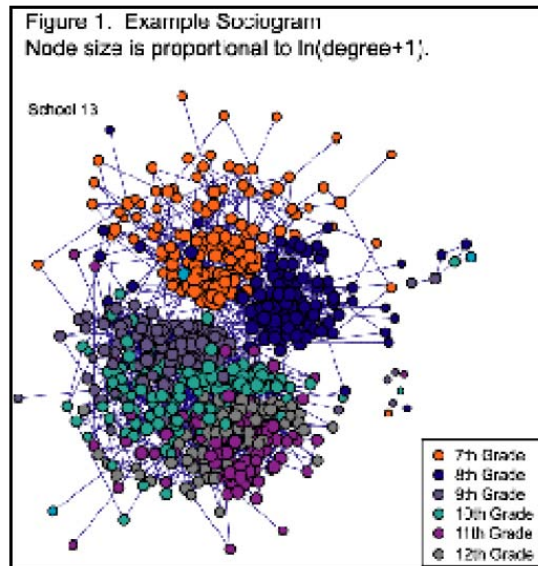 Figure 1. Example Sociogram
Node size is proportional to ln(degree+1).
School 13
7th Grade
8th Grade
9th Grade
10th Grade
11th Grade
12th Grade